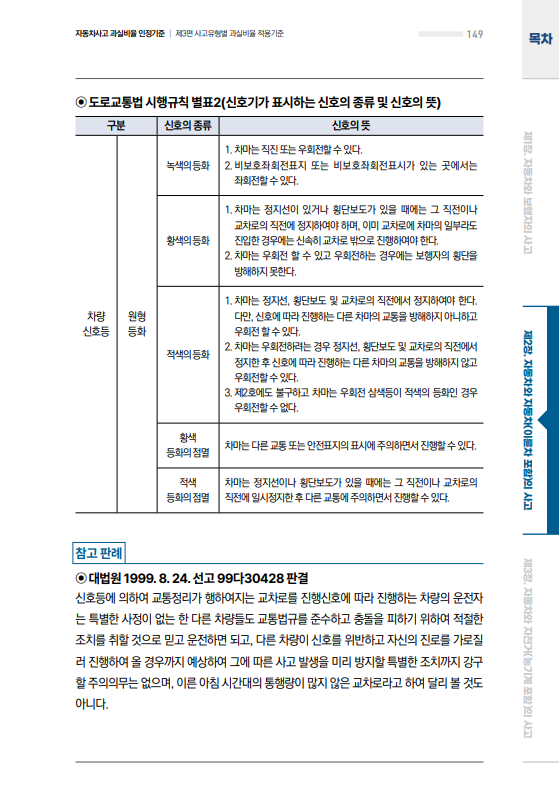 자동차사고 과실비율 인정기준 | 제3편 사고유형별 과실비율 적용기준
149
목차
◉ 도로교통법 시행규칙 별표2(신호기가 표시하는 신호의 종류 및 신호의 뜻)
구분 신호의 종류 신호의 뜻
차량
신호등
원형
등화
녹색의 등화
1. 차마는 직진 또는 우회전할 수 있다.
2. 비보호좌회전표지 또는 비보호좌회전표시가 있는 곳에서는
좌회전할 수 있다.
황색의 등화
1. 차마는 정지선이 있거나 횡단보도가 있을 때에는 그 직전이나
교차로의 직전에 정지하여야 하며, 이미 교차로에 차마의 일부라도
진입한 경우에는 신속히 교차로 밖으로 진행하여야 한다.
2. 차마는 우회전 할 수 있고 우회전하는 경우에는 보행자의 횡단을
방해하지 못한다.
적색의 등화
1. 차마는 정지선, 횡단보도 및 교차로의 직전에서 정지하여야 한다.
다만, 신호에 따라 진행하는 다른 차마의 교통을 방해하지 아니하고
우회전 할 수 있다.
2. 차마는 우회전하려는 경우 정지선, 횡단보도 및 교차로의 직전에서
정지한 후 신호에 따라 진행하는 다른 차마의 교통을 방해하지 않고
우회전할 수 있다.
3. 제2호에도 불구하고 차마는 우회전 삼색등이 적색의 등화인 경우
우회전할 수 없다.
황색
등화의 점멸
차마는 다른 교통 또는 안전표지의 표시에 주의하면서 진행할 수 있다.
적색
등화의 점멸
차마는 정지선이나 횡단보도가 있을 때에는 그 직전이나 교차로의
직전에 일시정지한 후 다른 교통에 주의하면서 진행할 수 있다.
참고 판례
◉ 대법원 1999. 8. 24. 선고 99다30428 판결
신호등에 의하여 교통정리가 행하여지는 교차로를 진행신호에 따라 진행하는 차량의 운전자
는 특별한 사정이 없는 한 다른 차량들도 교통법규를 준수하고 충돌을 피하기 위하여 적절한
조치를 취할 것으로 믿고 운전하면 되고, 다른 차량이 신호를 위반하고 자신의 진로를 가로질
러 진행하여 올 경우까지 예상하여 그에 따른 사고 발생을 미리 방지할 특별한 조치까지 강구
할 주의의무는 없으며, 이른 아침 시간대의 통행량이 많지 않은 교차로라고 하여 달리 볼 것도
아니다.
제1장. 자동차와 보행자의 사고
제2장. 자동차와 자동차(이륜차 포함)의 사고
제3장. 자동차와 자전거(농기계 포함)의 사고